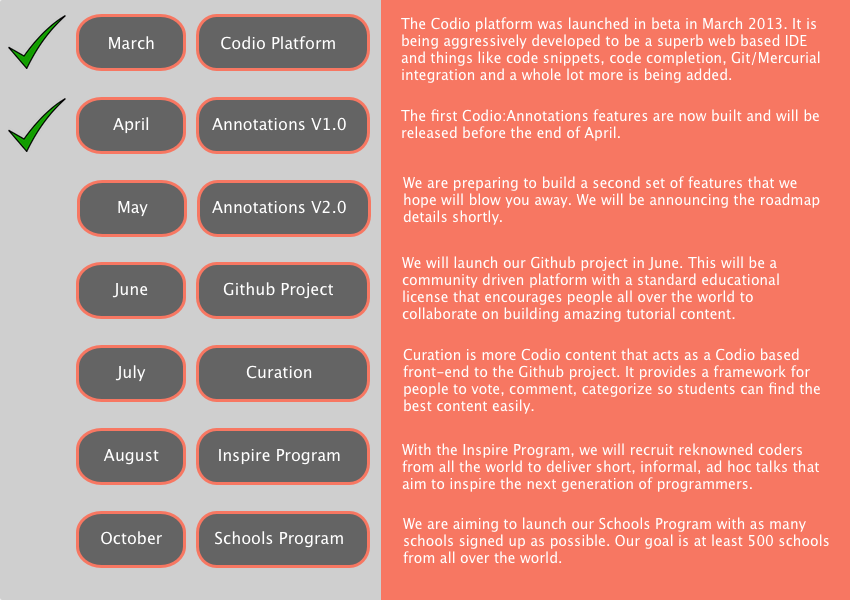 March
Codio Platform
The Codio platform was launched in beta in March 2013. It is
being aggressively developed to be a superb web based IDE
and things like code snippets, code completion, Git/Mercurial
integration and a whole lot more is being added.
April
Annotations V1.0
The first Codio:Annotations features are now built and will be
released before the end of April.
May
Annotations V2.0
We are preparing to build a second set of features that we
hope will blow you away. We will be announcing the roadmap
details shortly.
June
Github Project
We will launch our Github project in June. This will be a
community driven platform with a standard educational
license that encourages people all over the world to
collaborate on building amazing tutorial content.
July
Curation
Curation is more Codio content that acts as a Codio based
front-end to the Github project. It provides a framework for
people to vote, comment, categorize so students can find the
best content easily.
August
Inspire Program
With the Inspire Program, we will recruit reknowned coders
from all the world to deliver short, informal, ad hoc talks that
aim to inspire the next generation of programmers.
October
Schools Program
We are aiming to launch our Schools Program with as many
schools signed up as possible. Our goal is at least 500 schools
from all over the world.